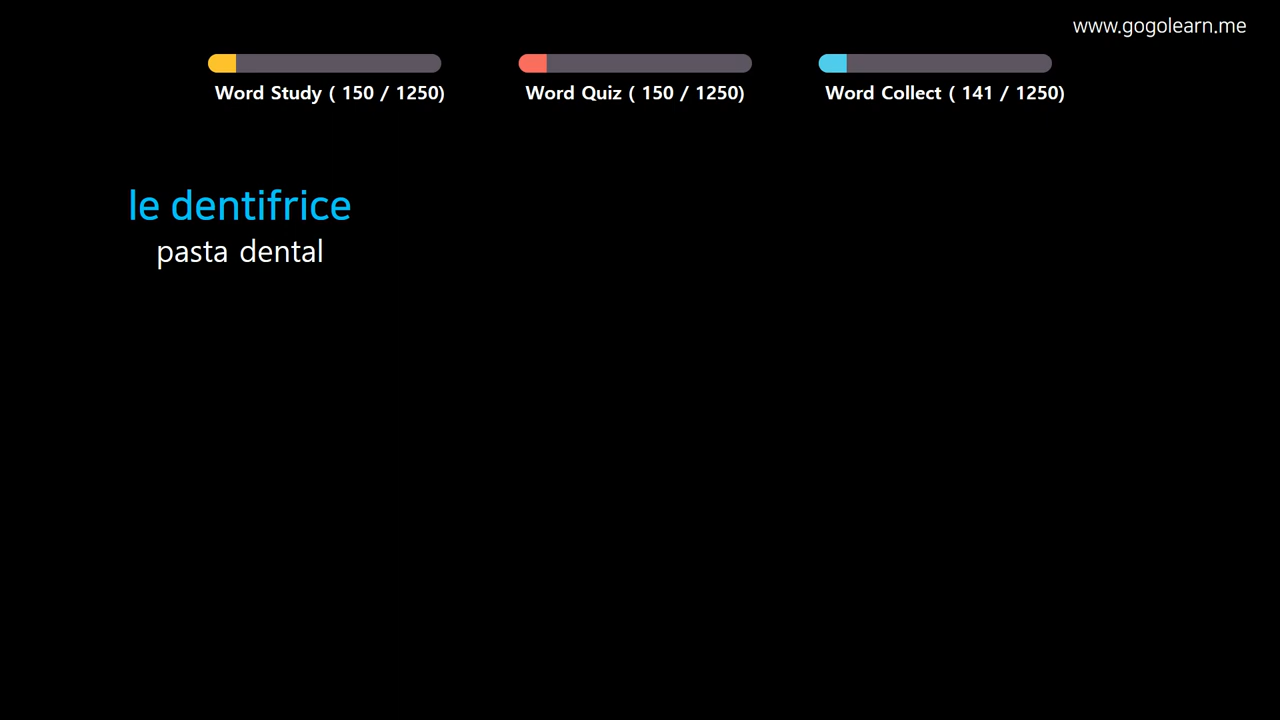 www.gogolearn.me
Word Study ( 150 / 1250)
Word Quiz ( 150 / 1250)
Word Collect ( 141 / 1250)
le dentifrice
pasta dental